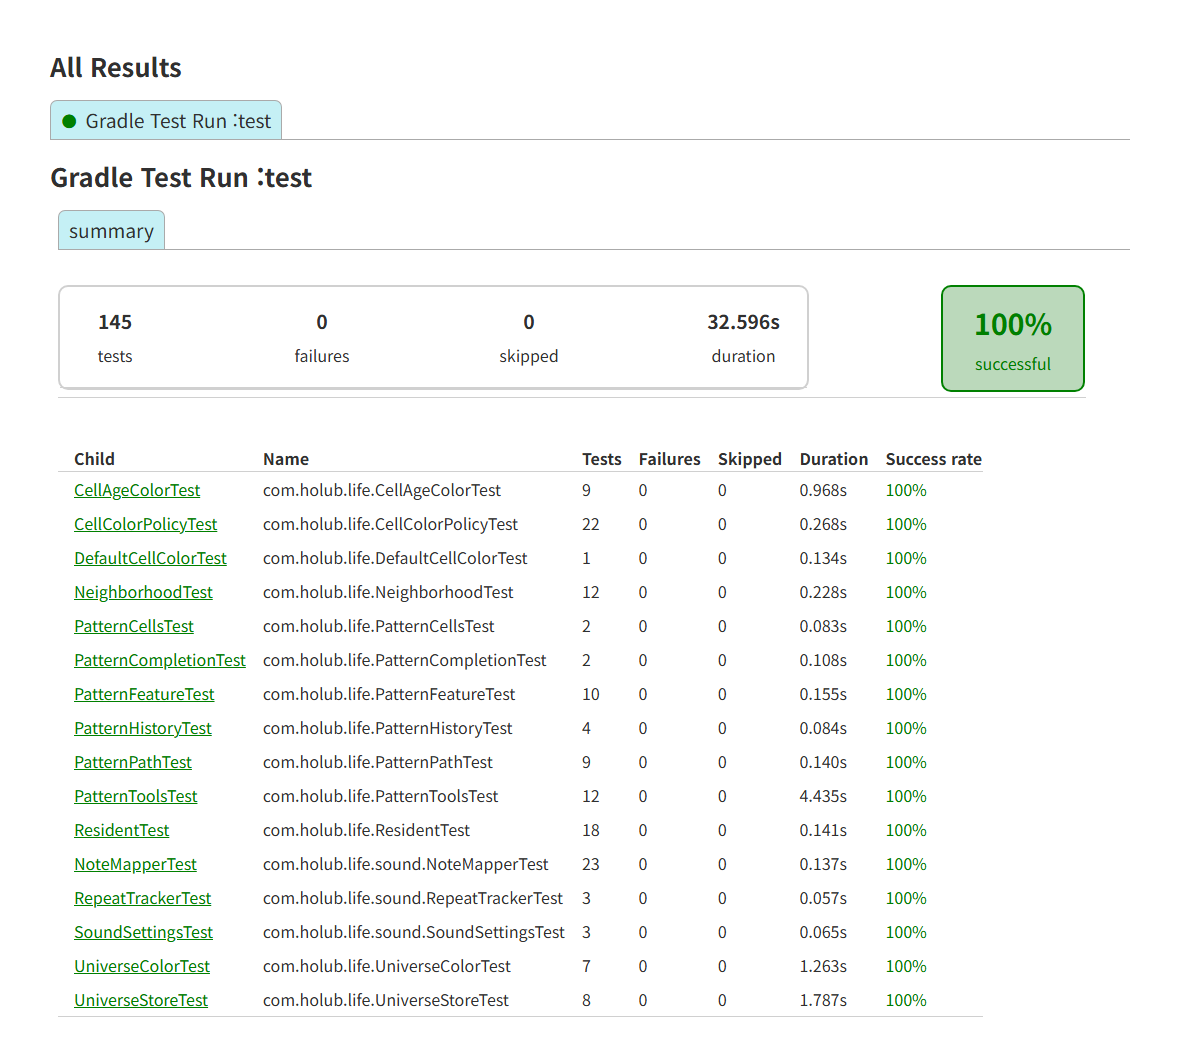 All Results
Gradle Test Run :test
Gradle Test Run :test
summary
145 0 0 32.596s 100%
tests failures skipped duration successful
Child Name Tests Failures Skipped Duration Success rate
CellAgeColorTest com.holub.life.CellAgeColorTest 9 0 0 0.968s 100%
CellColorPolicyTest com.holub.life.CellColorPolicyTest 22 0 0 0.268s 100%
DefaultCellColorTest com.holub.life.DefaultCellColorTest 1 0 0 0.134s 100%
NeighborhoodTest com.holub.life.NeighborhoodTest 12 0 0 0.228s 100%
PatternCellsTest com.holub.life.PatternCellsTest 2 0 0 0.083s 100%
PatternCompletionTest com.holub.life.PatternCompletionTest 2 0 0 0.108s 100%
PatternFeatureTest com.holub.life.PatternFeatureTest 10 0 0 0.155s 100%
PatternHistoryTest com.holub.life.PatternHistoryTest 4 0 0 0.084s 100%
PatternPathTest com.holub.life.PatternPathTest 9 0 0 0.140s 100%
PatternToolsTest com.holub.life.PatternToolsTest 12 0 0 4.435s 100%
ResidentTest com.holub.life.ResidentTest 18 0 0 0.141s 100%
NoteMapperTest com.holub.life.sound.NoteMapperTest 23 0 0 0.137s 100%
RepeatTrackerTest com.holub.life.sound.RepeatTrackerTest 3 0 0 0.057s 100%
SoundSettingsTest com.holub.life.sound.SoundSettingsTest 3 0 0 0.065s 100%
UniverseColorTest com.holub.life.UniverseColorTest 7 0 0 1.263s 100%
UniverseStoreTest com.holub.life.UniverseStoreTest 8 0 0 1.787s 100%